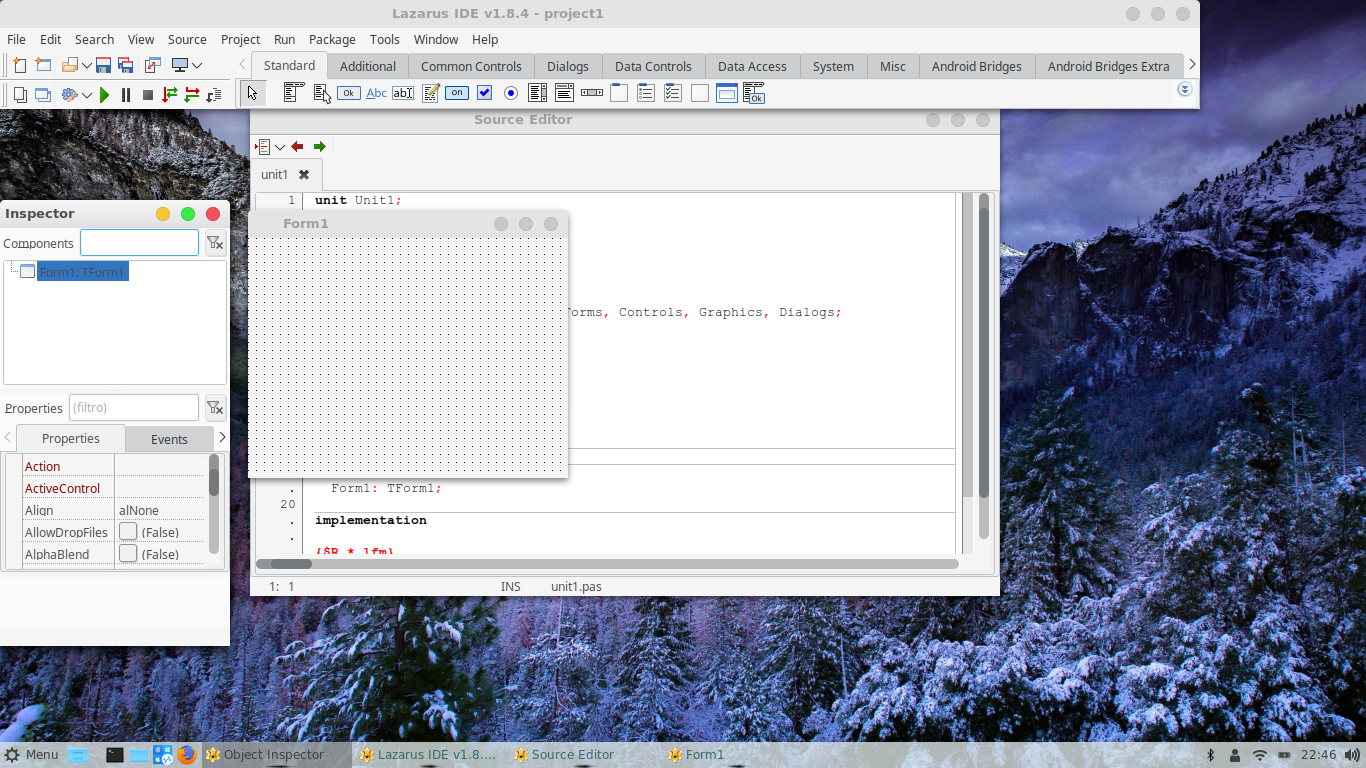 Lazarus IDE v1.8.4 - project1
File Edit Search View Source Project Run Package Tools Window Help
Standard Additional Common Controls Dialogs Data Controls Data Access System Misc Android Bridges Android Bridges Extra
Ok Abc ab on Ok
Source Editor
unit1
1 unit Unit1;
Inspector
Components
Form1: TForm1
Form1
Forms, Controls, Graphics, Dialogs;
Properties (filtro)
Properties Events
Action
ActiveControl
Align alNone
AllowDropFiles (False)
AlphaBlend (False)
. Form1: TForm1;
20
. implementation
.
{$R *.lfm}
1: 1 INS unit1.pas
Menu Object Inspector Lazarus IDE v1.8.... Source Editor Form1 22:46